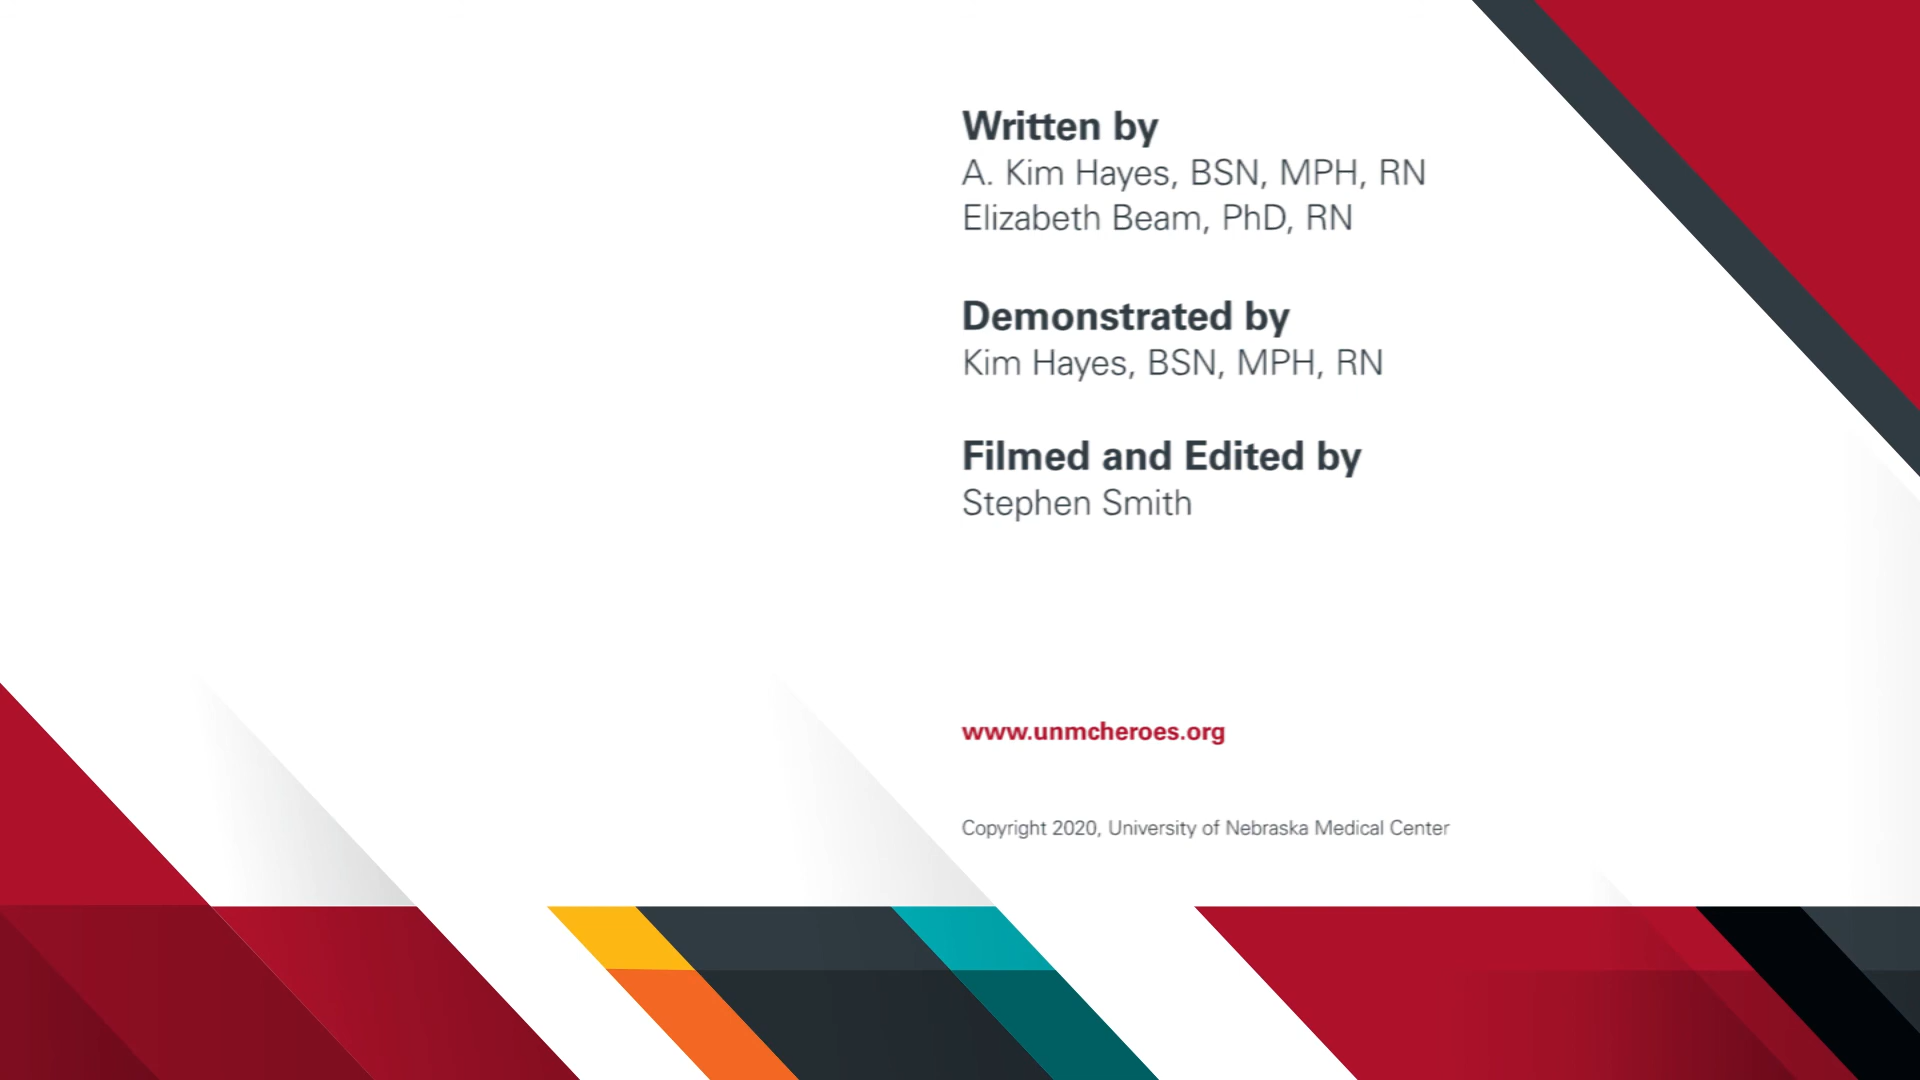 Written by
A. Kim Hayes, BSN, MPH, RN
Elizabeth Beam, PhD, RN
Demonstrated by
Kim Hayes, BSN, MPH, RN
Filmed and Edited by
Stephen Smith
www.unmcheroes.org
Copyright 2020, University of Nebraska Medical Center